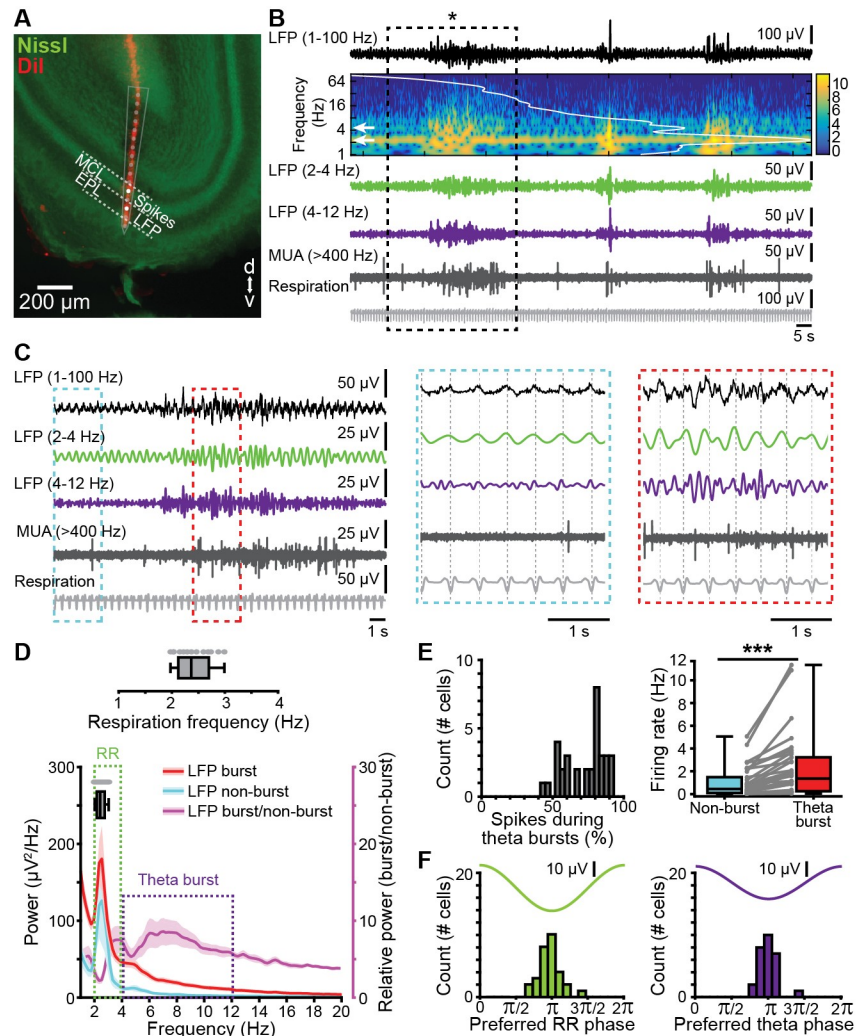 A
Nissl
DiI
MCL
EPL
Spikes
LFP
200 µm
d
v
B
*
LFP (1-100 Hz)
100 µV
Frequency
(Hz)
64
16
4
1
10
8
6
4
2
0
LFP (2-4 Hz)
50 µV
LFP (4-12 Hz)
50 µV
MUA (>400 Hz)
50 µV
Respiration
100 µV
5 s
C
LFP (1-100 Hz)
50 µV
LFP (2-4 Hz)
25 µV
LFP (4-12 Hz)
25 µV
MUA (>400 Hz)
25 µV
Respiration
50 µV
1 s
1 s
1 s
D
1 2 3 4
Respiration frequency (Hz)
RR
LFP burst
LFP non-burst
LFP burst/non-burst
Theta burst
Power (µV²/Hz)
300
200
100
0
Relative power (burst/non-burst)
30
20
10
0
2 4 6 8 10 12 14 16 18 20
Frequency (Hz)
E
Count (# cells)
10
5
0
0 50 100
Spikes during
theta bursts (%)
***
Firing rate (Hz)
12
10
8
6
4
2
0
Non-burst
Theta
burst
F
10 µV
Count (# cells)
20
10
0
0 π/2 π 3π/2 2π
Preferred RR phase
10 µV
Count (# cells)
20
10
0
0 π/2 π 3π/2 2π
Preferred theta phase